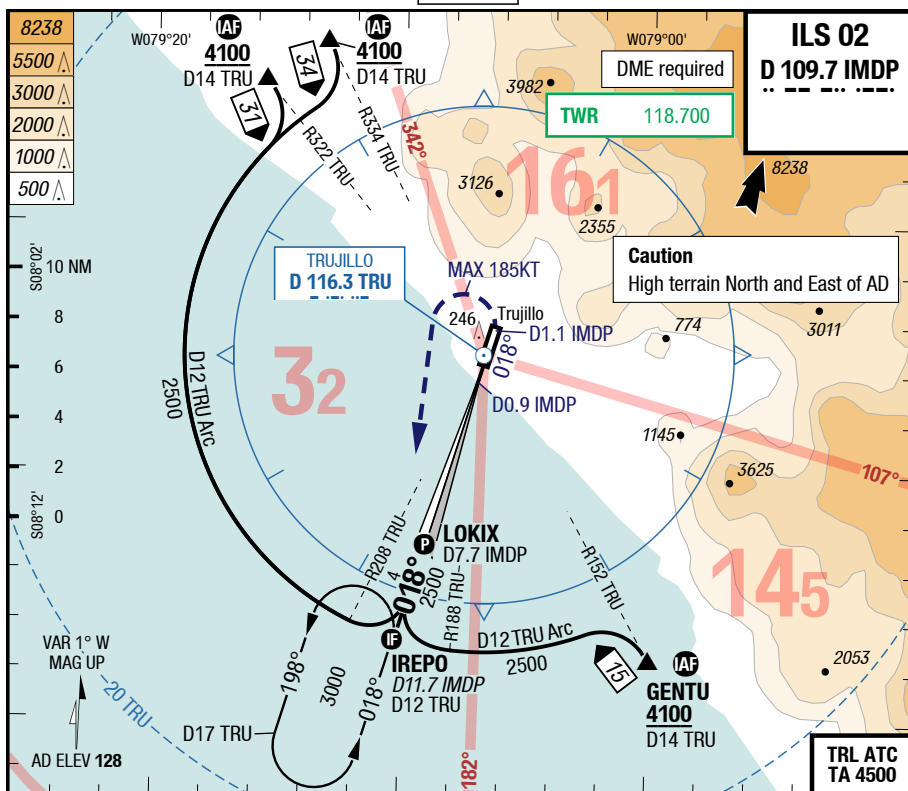 8238
5500
3000
2000
1000
500
W079°20'
IAF
4100
D14 TRU
IAF
4100
D14 TRU
34
31
R322 TRU
R334 TRU
342°
W079°00'
3982
DME required
TWR 118.700
ILS 02
D 109.7 IMDP
8238
3126
161
2355
Caution
High terrain North and East of AD
S08°02'
10 NM
8
6
4
2
0
S08°12'
TRUJILLO
D 116.3 TRU
MAX 185KT
246
Trujillo
D1.1 IMDP
018°
D0.9 IMDP
774
3011
32
D12 TRU Arc
2500
1145
3625
107°
LOKIX
D7.7 IMDP
P
R208 TRU
4
018°
2500
R188 TRU
R152 TRU
145
IF
IREPO
D11.7 IMDP
D12 TRU
D12 TRU Arc
2500
15
IAF
GENTU
4100
D14 TRU
2053
198°
3000
018°
D17 TRU
182°
VAR 1° W
MAG UP
20 TRU
AD ELEV 128
TRL ATC
TA 4500